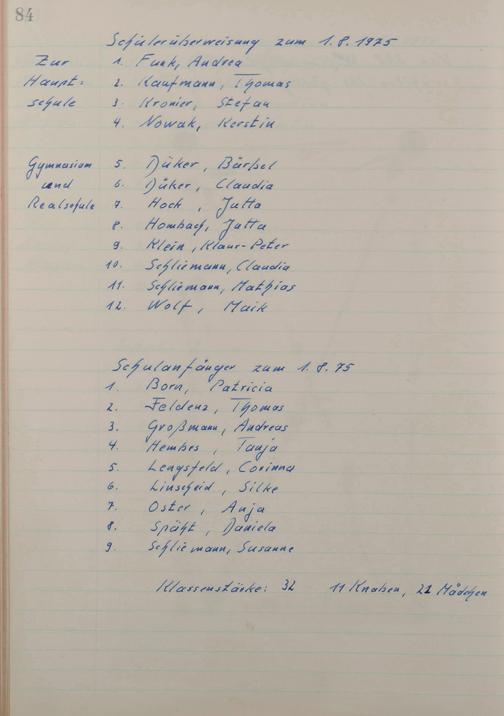 84
Schülerüberweisung zum 1.8.1975
Zur 1. Funk, Andrea
Haupt= 2. Kaufmann, Thomas
schule 3. Kronier, Stefan
4. Nowak, Kerstin
Gymnasium 5. Düker, Bärbel
und 6. Düker, Claudia
Realschule 7. Hoch, Jutta
8. Hombach, Jutta
9. Klein, Klaus-Peter
10. Schliemann, Claudia
11. Schliemann, Mathias
12. Wolf, Maik
Schulanfänger zum 1.8.75
1. Born, Patricia
2. Feldenz, Thomas
3. Großmann, Andreas
4. Hembes, Tanja
5. Lengsfeld, Corinna
6. Linscheid, Silke
7. Oster, Anja
8. Späht, Daniela
9. Schliemann, Susanne
Klassenstärke: 32 11 Knaben, 21 Mädchen